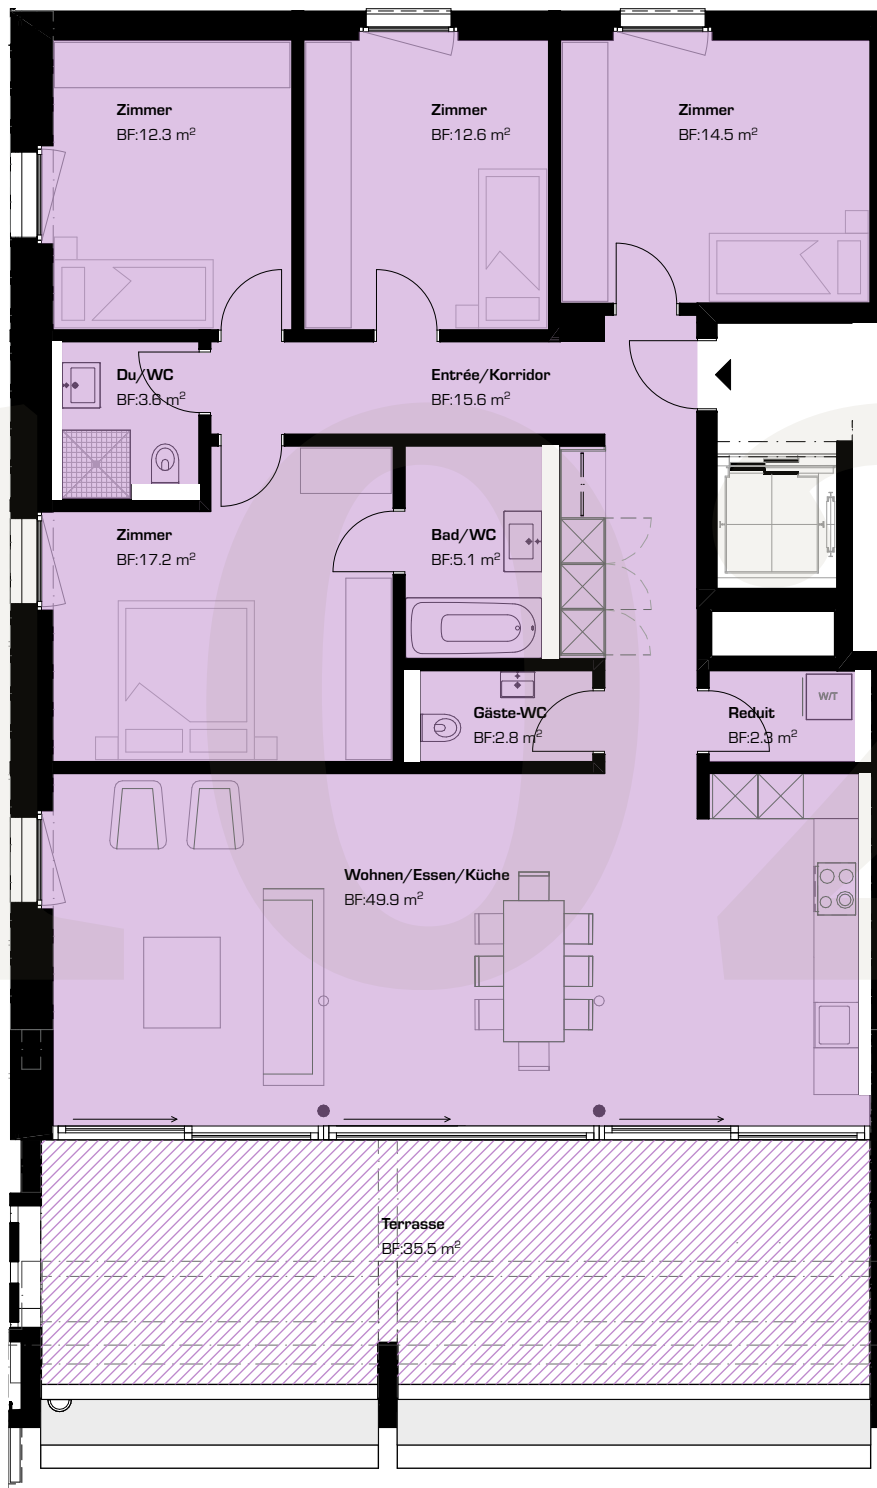 Zimmer
BF:12.3 m²
Zimmer
BF:12.6 m²
Zimmer
BF:14.5 m²
Du/WC
BF:3.6 m²
Entrée/Korridor
BF:15.6 m²
Zimmer
BF:17.2 m²
Bad/WC
BF:5.1 m²
Gäste-WC
BF:2.8 m²
Reduit
BF:2.3 m²
W/T
Wohnen/Essen/Küche
BF:49.9 m²
Terrasse
BF:35.5 m²